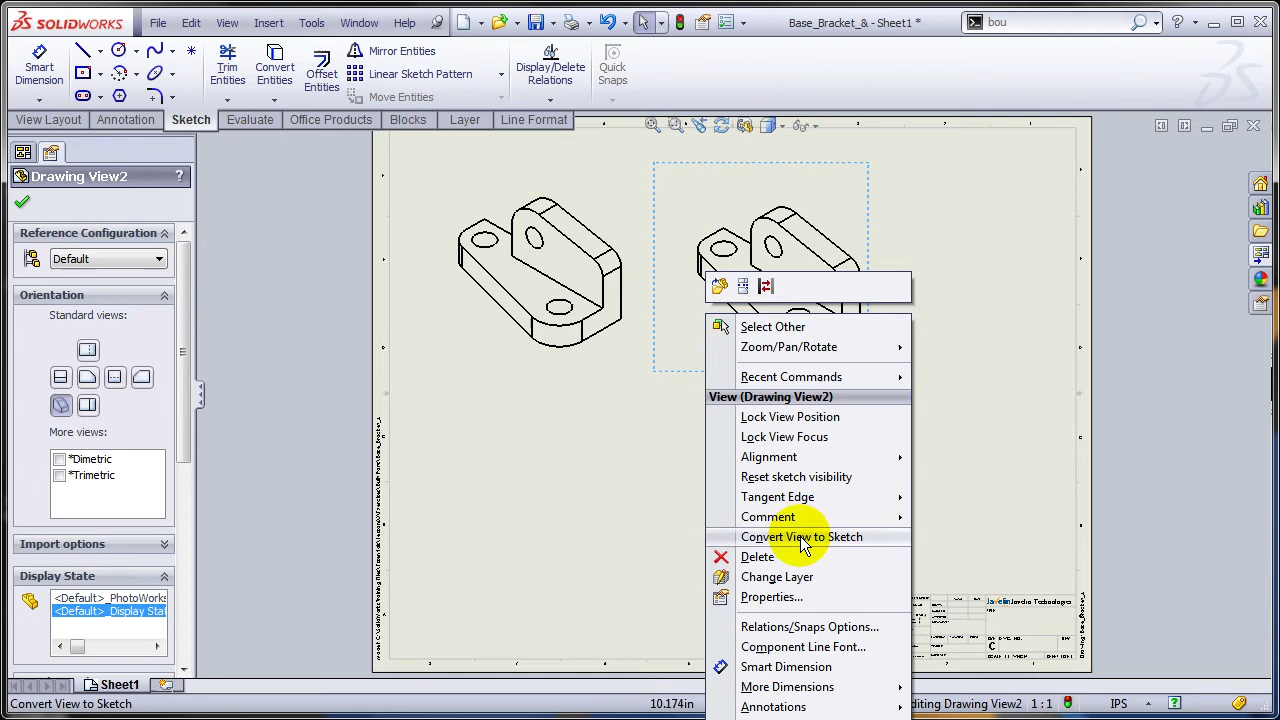 SOLIDWORKS
File
Edit
View
Insert
Tools
Window
Help
Base_Bracket_& - Sheet1 *
bou
Smart Dimension
Trim Entities
Convert Entities
Offset Entities
Mirror Entities
Linear Sketch Pattern
Move Entities
Display/Delete Relations
Quick Snaps
View Layout
Annotation
Sketch
Evaluate
Office Products
Blocks
Layer
Line Format
Drawing View2
?
Reference Configuration
Default
Orientation
Standard views:
More views:
*Dimetric
*Trimetric
Import options
Display State
<Default>_PhotoWorks
<Default>_Display Stat
Select Other
Zoom/Pan/Rotate
Recent Commands
View (Drawing View2)
Lock View Position
Lock View Focus
Alignment
Reset sketch visibility
Tangent Edge
Comment
Convert View to Sketch
Delete
Change Layer
Properties...
Relations/Snaps Options...
Component Line Font...
Smart Dimension
More Dimensions
Annotations
Javelin Technologies
C
Sheet1
Convert View to Sketch
10.174in
diting Drawing View2
1 : 1
IPS